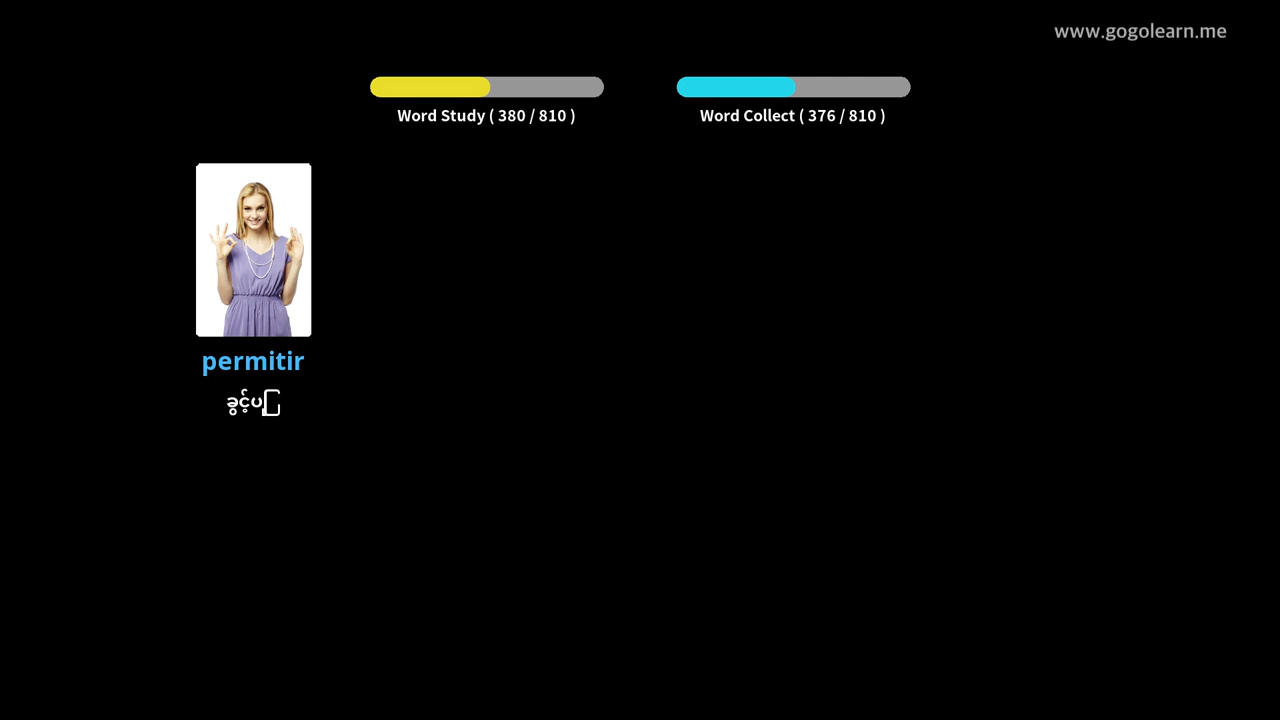 www.gogolearn.me
Word Study ( 380 / 810 )
Word Collect ( 376 / 810 )
permitir
ခွင့်ပြု